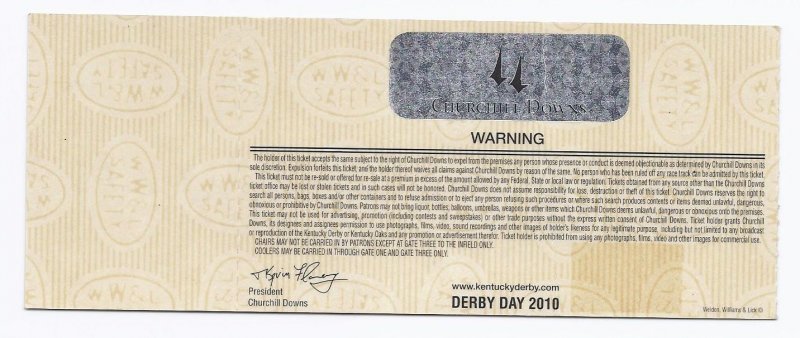 CHURCHILL DOWNS
WARNING
The holder of this ticket accepts the same subject to the right of Churchill Downs to expel from the premises any person whose presence or conduct is deemed objectionable as determined by Churchill Downs in its
sole discretion. Expulsion forfeits this ticket; and the holder thereof waives all claims against Churchill Downs by reason of the same. No person who has been ruled off any race track can be admitted by this ticket.
This ticket must not be re-sold or offered for re-sale at a premium in excess of the amount allowed by any Federal, State or local law or regulation. Tickets obtained from any source other than the Churchill Downs
ticket office may be lost or stolen tickets and in such cases will not be honored. Churchill Downs does not assume responsibility for loss, destruction or theft of this ticket. Churchill Downs reserves the right to
search all persons, bags, boxes and/or other containers and to refuse admission or to eject any person refusing such procedures or where such search produces contents or items deemed unlawful, dangerous,
obnoxious or prohibitive by Churchill Downs. Patrons may not bring liquor, bottles, balloons, umbrellas, weapons or other items which Churchill Downs deems unlawful, dangerous or obnoxious onto the premises.
This ticket may not be used for advertising, promotion (including contests and sweepstakes) or other trade purposes without the express written consent of Churchill Downs. Ticket holder grants Churchill
Downs, its designees and assignees permission to use photographs, films, video, sound recordings and other images of holder's likeness for any legitimate purpose, including but not limited to any broadcast
or reproduction of the Kentucky Derby or Kentucky Oaks and any promotion or advertisement therefor. Ticket holder is prohibited from using any photographs, films, video and other images for commercial use.
CHAIRS MAY NOT BE CARRIED IN BY PATRONS EXCEPT AT GATE THREE TO THE INFIELD ONLY.
COOLERS MAY BE CARRIED IN THROUGH GATE ONE AND GATE THREE ONLY.
President
Churchill Downs
www.kentuckyderby.com
DERBY DAY 2010
Weldon, Williams & Lick ©
WW&L
SAFETY